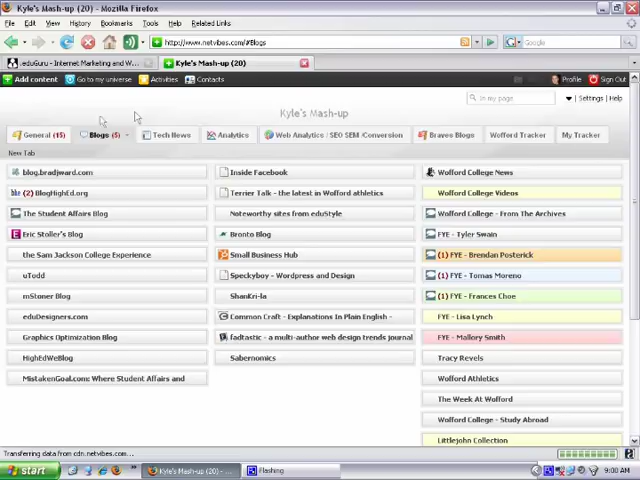 Kyle's Mash-up (20) - Mozilla Firefox
File Edit View History Bookmarks Tools Help Related Links
http://www.netvibes.com/#Blogs
Google
.eduGuru - Internet Marketing and W...
Kyle's Mash-up (20)
Add content Go to my universe Activities Contacts Profile Sign Out
in my page... Settings | Help
Kyle's Mash-up
General (15) Blogs (5) Tech News Analytics Web Analytics / SEO SEM /Conversion Braves Blogs Wofford Tracker My Tracker
New Tab
blog.bradjward.com
(2) BlogHighEd.org
The Student Affairs Blog
Eric Stoller's Blog
the Sam Jackson College Experience
uTodd
mStoner Blog
eduDesigners.com
Graphics Optimization Blog
HighEdWeBlog
MistakenGoal.com: Where Student Affairs and
Inside Facebook
Terrier Talk - the latest in Wofford athletics
Noteworthy sites from eduStyle
Bronto Blog
Small Business Hub
Speckyboy - Wordpress and Design
ShanKri-la
Common Craft - Explanations In Plain English -
fadtastic - a multi-author web design trends journal
Sabernomics
Wofford College News
Wofford College Videos
Wofford College - From The Archives
FYE - Tyler Swain
(1) FYE - Brendan Posterick
(1) FYE - Tomas Moreno
(1) FYE - Frances Choe
FYE - Lisa Lynch
FYE - Mallory Smith
Tracy Revels
Wofford Athletics
The Week At Wofford
Wofford College - Study Abroad
Littlejohn Collection
Transferring data from cdn.netvibes.com...
start
Kyle's Mash-up (20) - ...
Flashing
9:00 AM